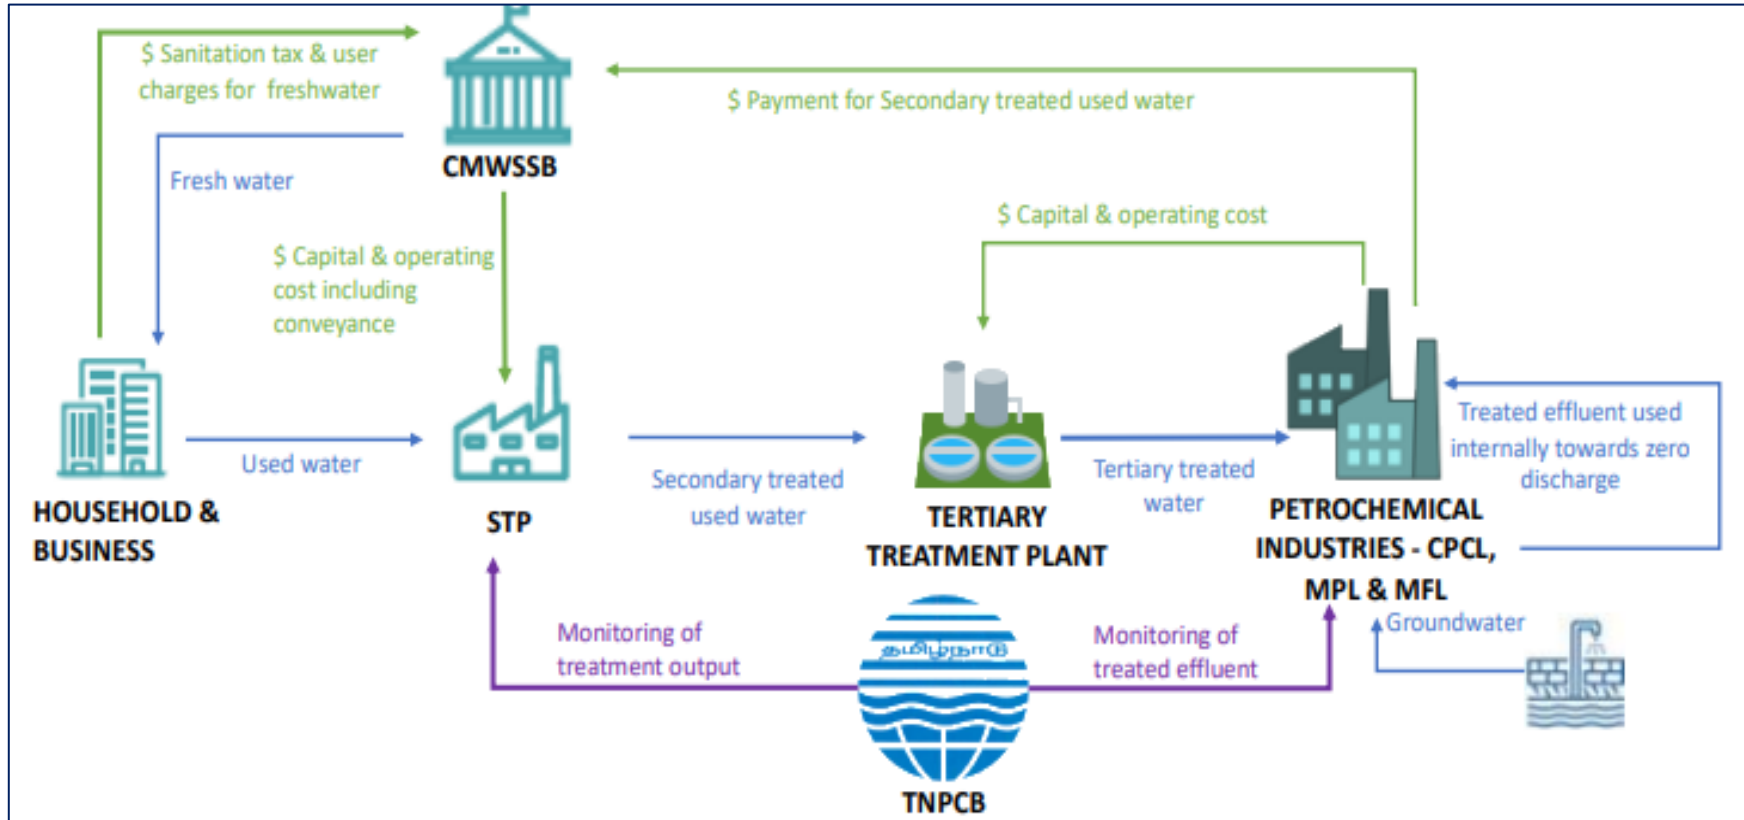 $ Sanitation tax & user
charges for freshwater
$ Payment for Secondary treated used water
CMWSSB
Fresh water
$ Capital & operating cost
$ Capital & operating
cost including
conveyance
Treated effluent used
internally towards zero
discharge
Used water
Secondary treated
used water
Tertiary treated
water
HOUSEHOLD &
BUSINESS
STP
TERTIARY
TREATMENT PLANT
PETROCHEMICAL
INDUSTRIES - CPCL,
MPL & MFL
Groundwater
Monitoring of
treatment output
தமிழ்நாடு
Monitoring of
treated effluent
TNPCB